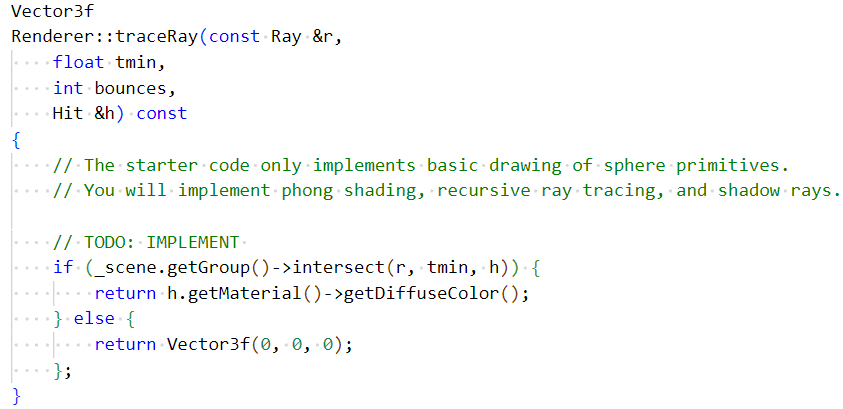 Vector3f
Renderer::traceRay(const Ray &r,
    float tmin,
    int bounces,
    Hit &h) const
{
    // The starter code only implements basic drawing of sphere primitives.
    // You will implement phong shading, recursive ray tracing, and shadow rays.

    // TODO: IMPLEMENT
    if (_scene.getGroup()->intersect(r, tmin, h)) {
        return h.getMaterial()->getDiffuseColor();
    } else {
        return Vector3f(0, 0, 0);
    };
}